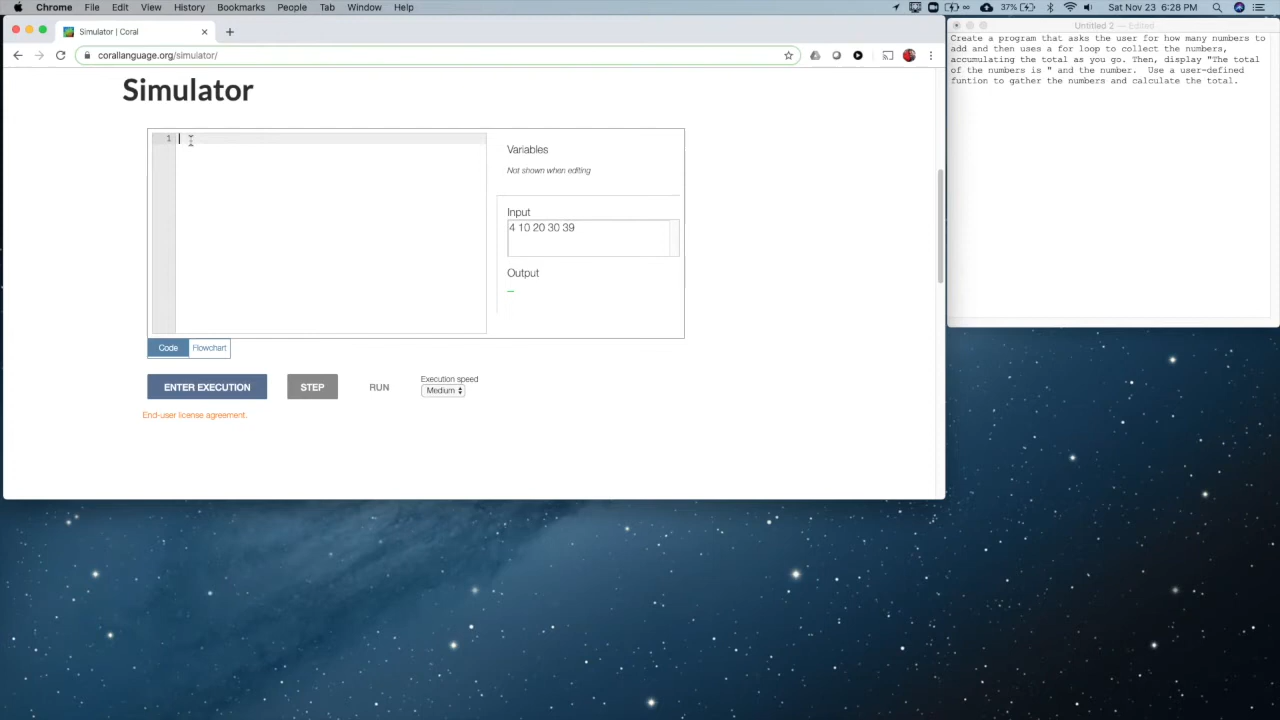 Chrome File Edit View History Bookmarks People Tab Window Help 37% Sat Nov 23 6:28 PM
Simulator | Coral
corallanguage.org/simulator/
Simulator
1
Variables
Not shown when editing
Input
4 10 20 30 39
Output
Code Flowchart
ENTER EXECUTION STEP RUN
Execution speed
Medium
End-user license agreement.
Untitled 2 — Edited
Create a program that asks the user for how many numbers to
add and then uses a for loop to collect the numbers,
accumulating the total as you go. Then, display "The total
of the numbers is " and the number. Use a user-defined
funtion to gather the numbers and calculate the total.